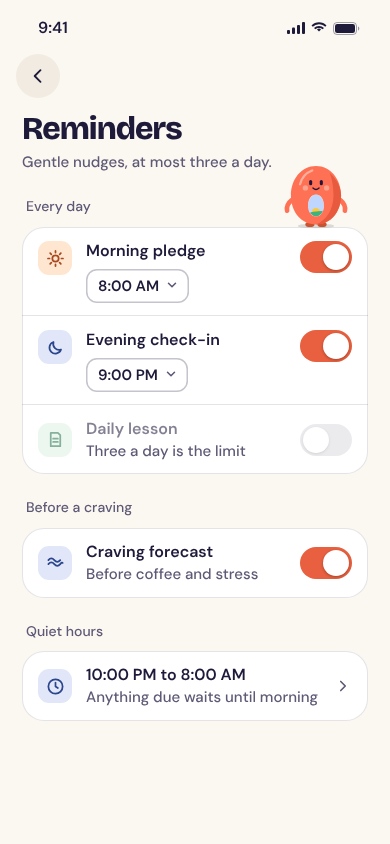 9:41
Reminders
Gentle nudges, at most three a day.
Every day
Morning pledge
8:00 AM
Evening check-in
9:00 PM
Daily lesson
Three a day is the limit
Before a craving
Craving forecast
Before coffee and stress
Quiet hours
10:00 PM to 8:00 AM
Anything due waits until morning